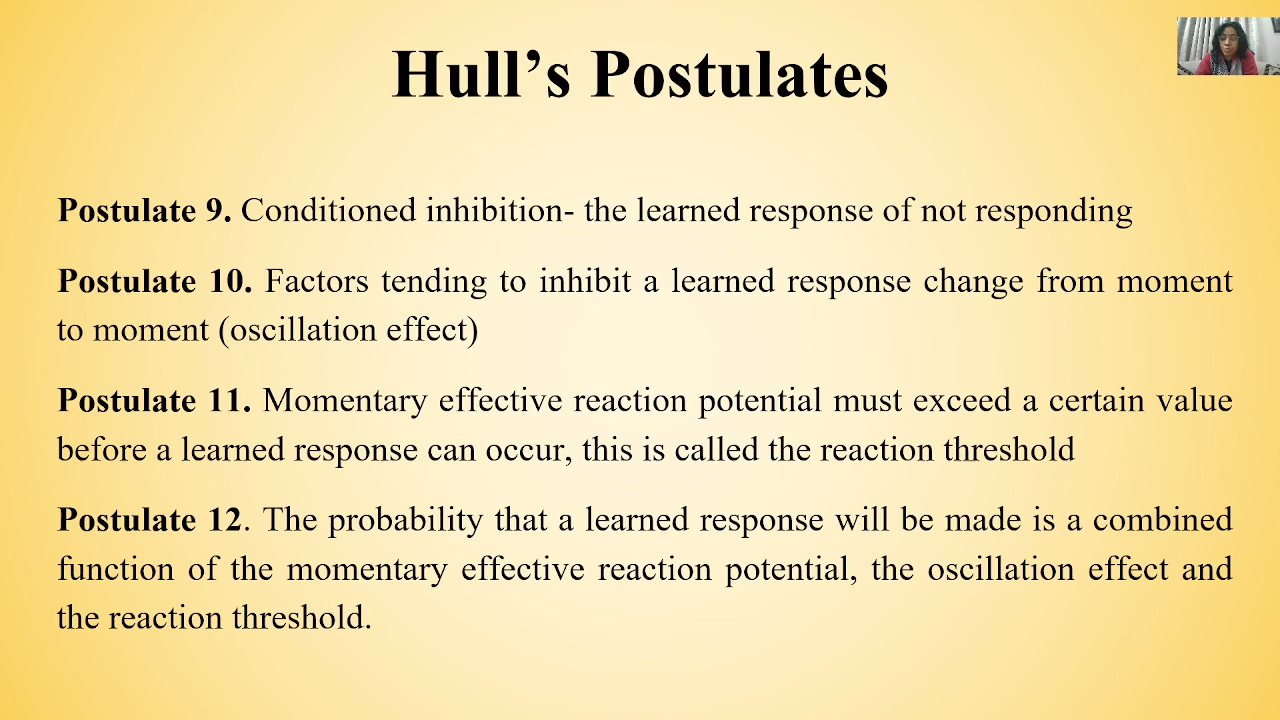 Hull’s Postulates
Postulate 9. Conditioned inhibition- the learned response of not responding
Postulate 10. Factors tending to inhibit a learned response change from moment
to moment (oscillation effect)
Postulate 11. Momentary effective reaction potential must exceed a certain value
before a learned response can occur, this is called the reaction threshold
Postulate 12. The probability that a learned response will be made is a combined
function of the momentary effective reaction potential, the oscillation effect and
the reaction threshold.